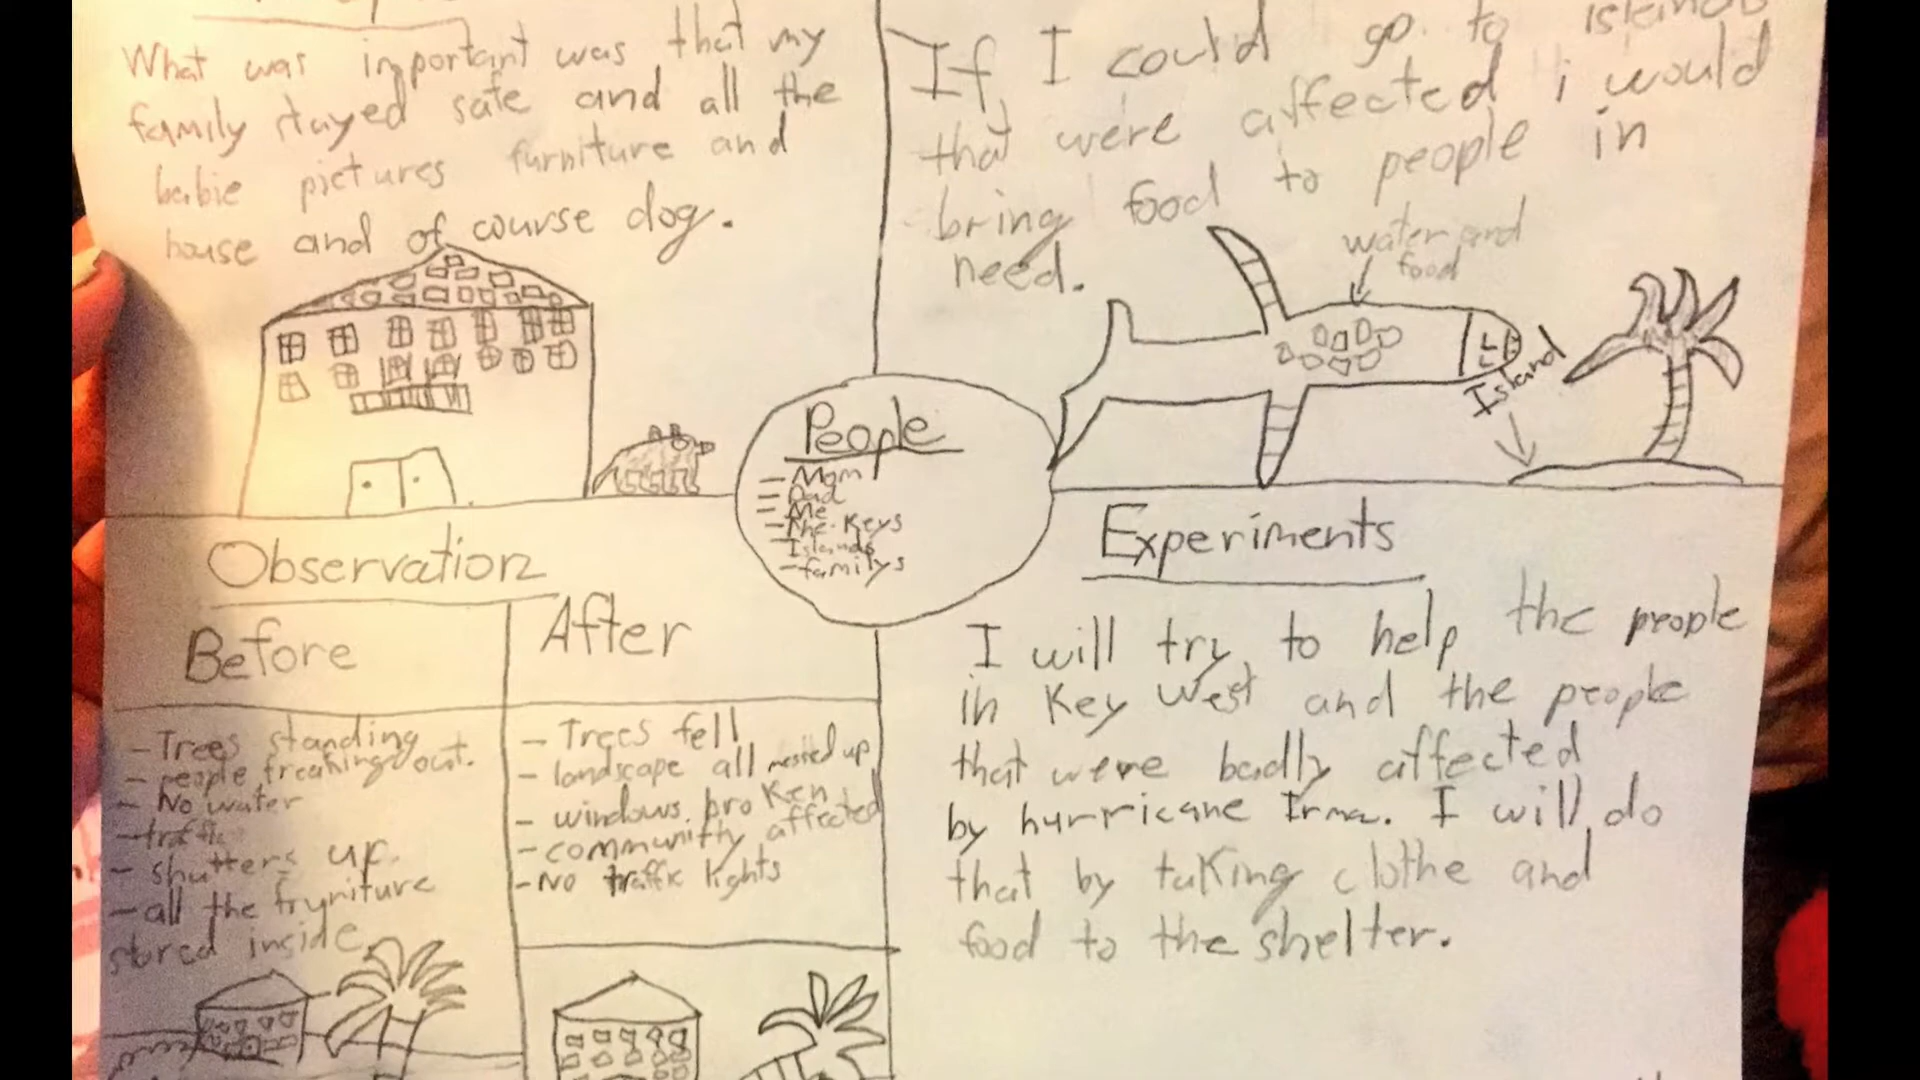 What was important was that my
family stayed safe and all the
barbie pictures furniture and
house and of course dog.
If I could go to islands
that were affected i would
bring food to people in
need.
water and
food
Island
People
- Mom
- Dad
- Me
- The Keys
- Islands
- familys
Observation
Before
- Trees standing
- people freaking out.
- No water
- traffic
- shutters up.
- all the fryniture
stored inside.
After
- Trees fell
- landscape all messed up
- windows broken
- community affected
- No traffic lights
Experiments
I will try to help the people
in Key West and the people
that were badly affected
by hurricane Irma. I will do
that by taking clothe and
food to the shelter.